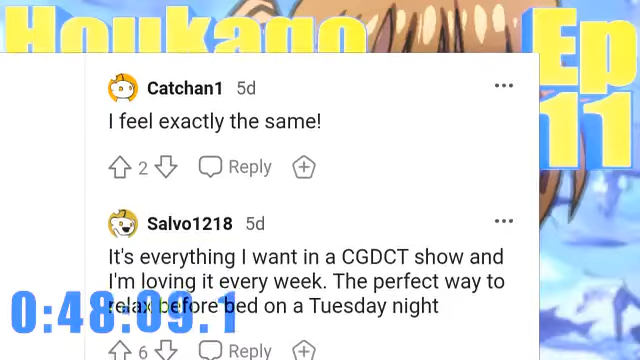 Houkago
Ep
11
Catchan1 5d
I feel exactly the same!
2 Reply
Salvo1218 5d
It's everything I want in a CGDCT show and
I'm loving it every week. The perfect way to
relax before bed on a Tuesday night
0:48:09.1
6 Reply